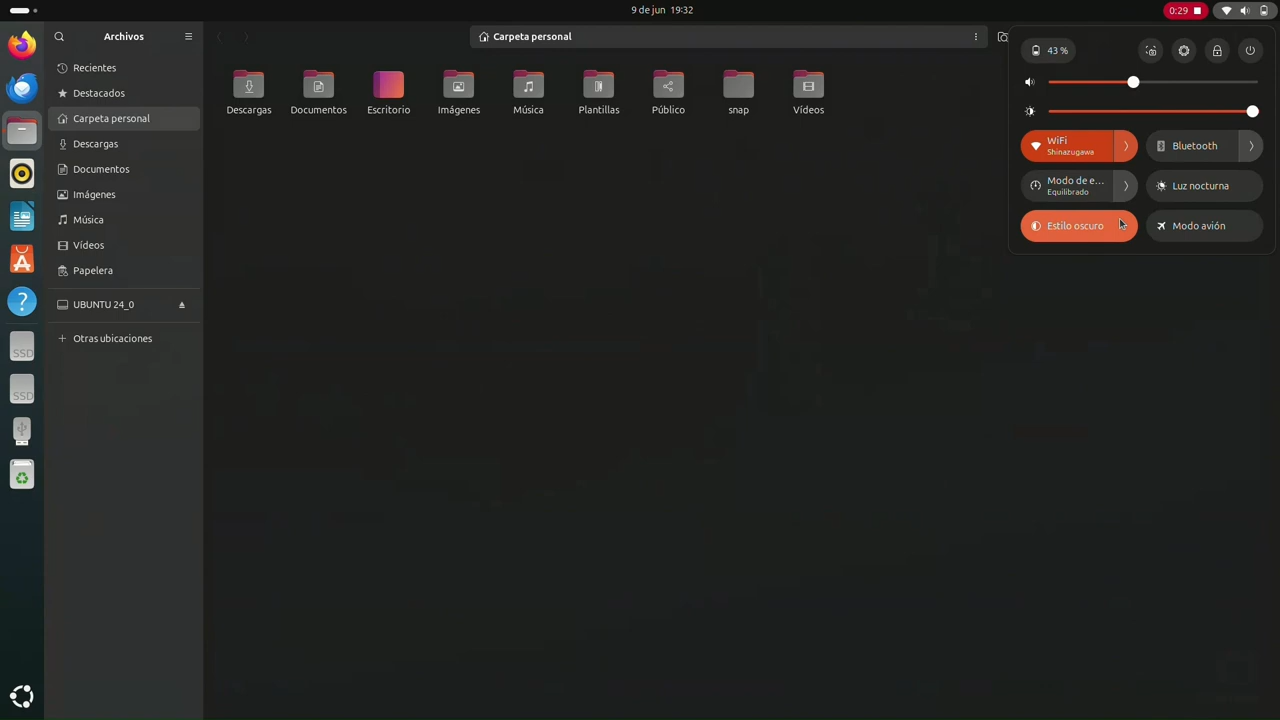 9 de jun 19:32
0:29
Archivos
Carpeta personal
43 %
Recientes
Destacados
Carpeta personal
Descargas
Documentos
Imágenes
Música
Vídeos
Papelera
UBUNTU 24_0
Otras ubicaciones
Descargas
Documentos
Escritorio
Imágenes
Música
Plantillas
Público
snap
Vídeos
WiFi
Shinazugawa
Bluetooth
Modo de e...
Equilibrado
Luz nocturna
Estilo oscuro
Modo avión
SSD
SSD